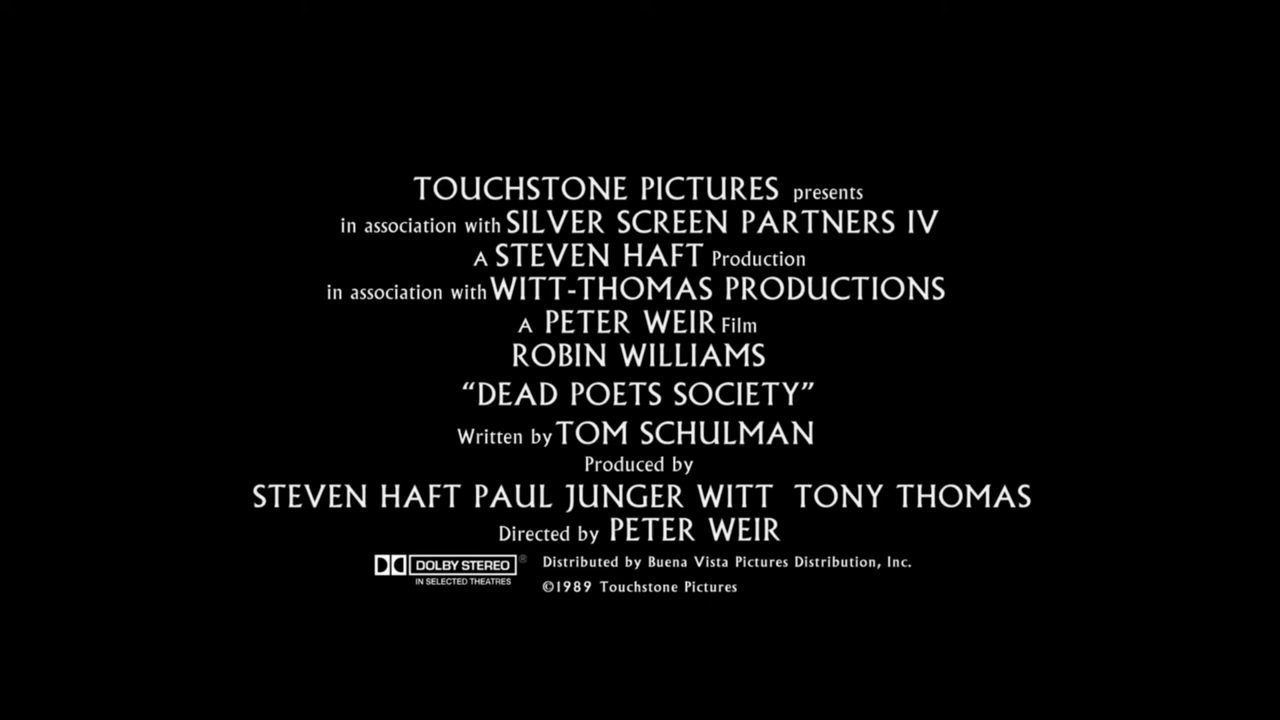 TOUCHSTONE PICTURES presents
in association with SILVER SCREEN PARTNERS IV
A STEVEN HAFT Production
in association with WITT-THOMAS PRODUCTIONS
A PETER WEIR Film
ROBIN WILLIAMS
“DEAD POETS SOCIETY”
Written by TOM SCHULMAN
Produced by
STEVEN HAFT PAUL JUNGER WITT TONY THOMAS
Directed by PETER WEIR
DOLBY STEREO® Distributed by Buena Vista Pictures Distribution, Inc.
IN SELECTED THEATRES
©1989 Touchstone Pictures